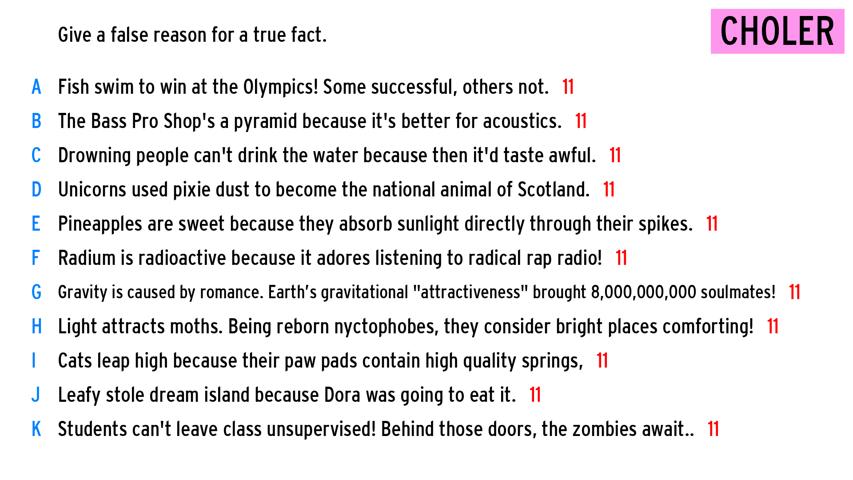 Give a false reason for a true fact.
CHOLER
A Fish swim to win at the Olympics! Some successful, others not. 11
B The Bass Pro Shop's a pyramid because it's better for acoustics. 11
C Drowning people can't drink the water because then it'd taste awful. 11
D Unicorns used pixie dust to become the national animal of Scotland. 11
E Pineapples are sweet because they absorb sunlight directly through their spikes. 11
F Radium is radioactive because it adores listening to radical rap radio! 11
G Gravity is caused by romance. Earth’s gravitational "attractiveness" brought 8,000,000,000 soulmates! 11
H Light attracts moths. Being reborn nyctophobes, they consider bright places comforting! 11
I Cats leap high because their paw pads contain high quality springs, 11
J Leafy stole dream island because Dora was going to eat it. 11
K Students can't leave class unsupervised! Behind those doors, the zombies await.. 11